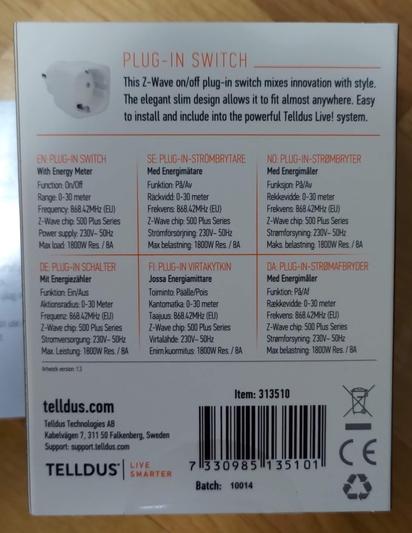 PLUG-IN SWITCH
This Z-Wave on/off plug-in switch mixes innovation with style.
The elegant slim design allows it to fit almost anywhere. Easy
to install and include into the powerful Telldus Live! system.
EN: PLUG-IN SWITCH
With Energy Meter
Function: On/Off
Range: 0-30 meter
Frequency: 868.42MHz (EU)
Z-Wave chip: 500 Plus Series
Power supply: 230V~ 50Hz
Max load: 1800W Res. / 8A
SE: PLUG-IN-STRÖMBRYTARE
Med Energimätare
Funktion: På/Av
Räckvidd: 0-30 meter
Frekvens: 868.42MHz (EU)
Z-Wave chip: 500 Plus Series
Strömförsörjning: 230V~ 50Hz
Max belastning: 1800W Res. / 8A
NO: PLUG-IN-STRØMBRYTER
Med Energimåler
Funksjon: På/Av
Rekkevidde: 0-30 meter
Frekvens: 868.42MHz (EU)
Z-Wave chip: 500 Plus Series
Strømforsyning: 230V~ 50Hz
Maks. belastning: 1800W Res. / 8A
DE: PLUG-IN SCHALTER
Mit Energiezähler
Funktion: Ein/Aus
Aktionsradius: 0-30 Meter
Frequenz: 868.42MHz (EU)
Z-Wave chip: 500 Plus Series
Stromversorgung: 230V~ 50Hz
Max. Leistung: 1800W Res. / 8A
FI: PLUG-IN VIRTAKYTKIN
Jossa Energiamittare
Toiminto: Päälle/Pois
Kantomatka: 0-30 meter
Taajuus: 868.42MHz (EU)
Z-Wave chip: 500 Plus Series
Virtalähde: 230V~ 50Hz
Enim.kuormitus: 1800W Res. / 8A
DA: PLUG-IN-STRØMAFBRYDER
Med Energimåler
Funktion: På/Af
Rækkevidde: 0-30 meter
Frekvens: 868.42MHz (EU)
Z-Wave chip: 500 Plus Series
Strømforsyning: 230V~ 50Hz
Max belastning: 1800W Res. / 8A
Artwork version: 1.3
telldus.com
Telldus Technologies AB
Kabelvägen 7, 311 50 Falkenberg, Sweden
Support: support.telldus.com
TELLDUS
LIVE
SMARTER
Item: 313510
7 330985 135101
Batch: 10014
CE